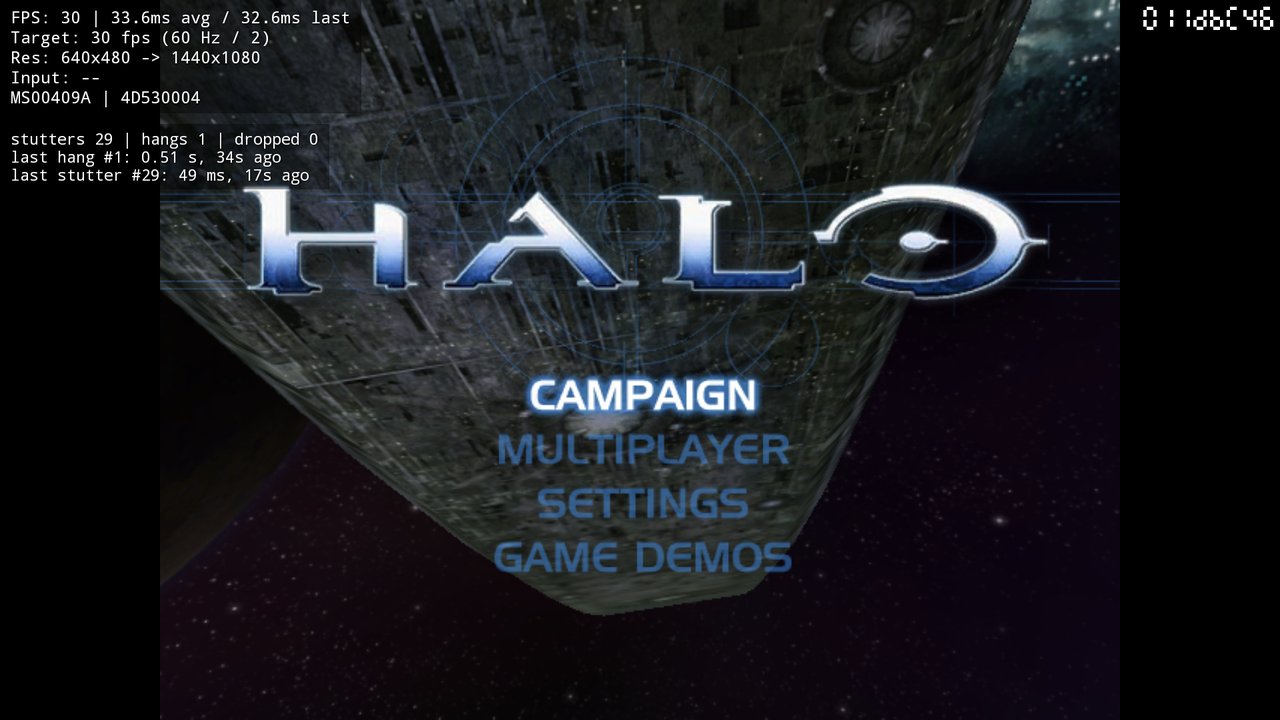 FPS: 30 | 33.6ms avg / 32.6ms last
Target: 30 fps (60 Hz / 2)
Res: 640x480 -> 1440x1080
Input: --
MS00409A | 4D530004
stutters 29 | hangs 1 | dropped 0
last hang #1: 0.51 s, 34s ago
last stutter #29: 49 ms, 17s ago
011dbC46
HALO
CAMPAIGN
MULTIPLAYER
SETTINGS
GAME DEMOS